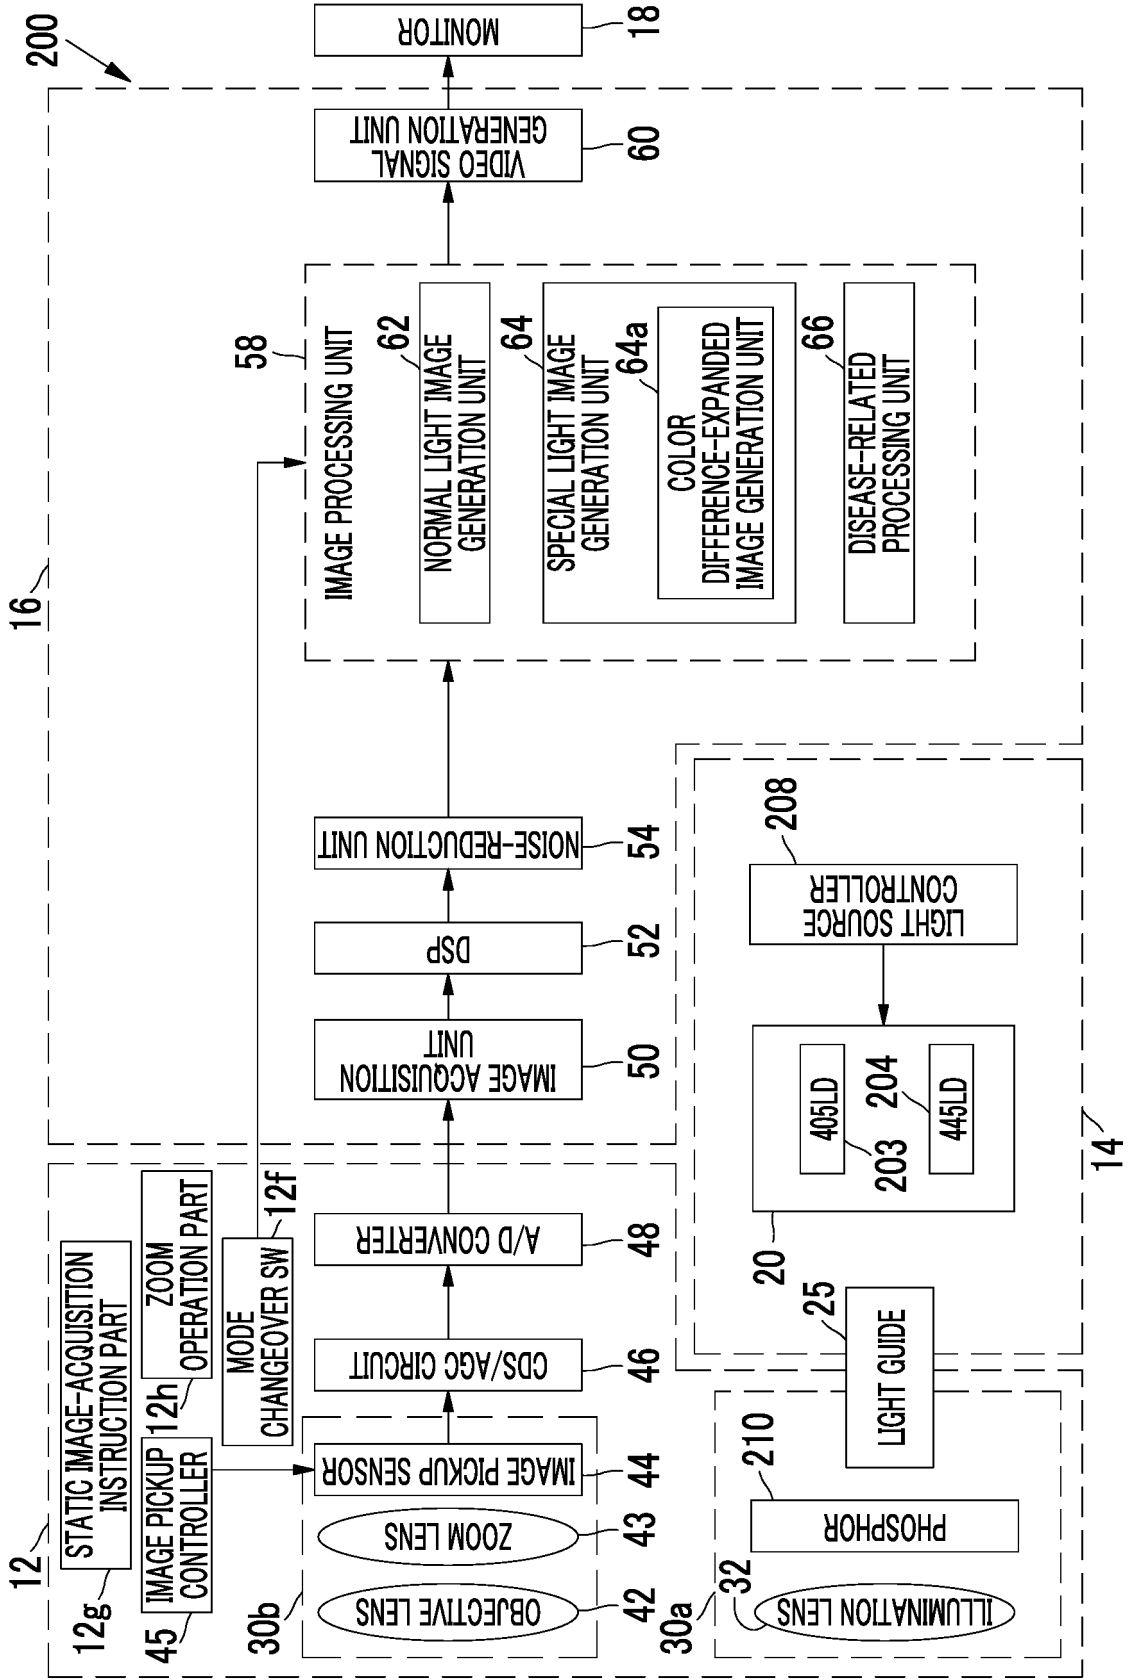 200
16
12
STATIC IMAGE-ACQUISITION
INSTRUCTION PART
12g
IMAGE PICKUP
CONTROLLER
45
ZOOM
OPERATION PART
12h
MODE
CHANGEOVER SW
12f
30b
OBJECTIVE LENS
42
ZOOM LENS
43
IMAGE PICKUP SENSOR
44
CDS/AGC CIRCUIT
46
A/D CONVERTER
48
IMAGE ACQUISITION
UNIT
50
DSP
52
NOISE-REDUCTION UNIT
54
58
IMAGE PROCESSING UNIT
62
NORMAL LIGHT IMAGE
GENERATION UNIT
64
SPECIAL LIGHT IMAGE
GENERATION UNIT
64a
COLOR
DIFFERENCE-EXPANDED
IMAGE GENERATION UNIT
66
DISEASE-RELATED
PROCESSING UNIT
VIDEO SIGNAL
GENERATION UNIT
60
MONITOR
18
30a
32
ILLUMINATION LENS
210
PHOSPHOR
25
LIGHT GUIDE
20
405LD
203
204
445LD
208
LIGHT SOURCE
CONTROLLER
14